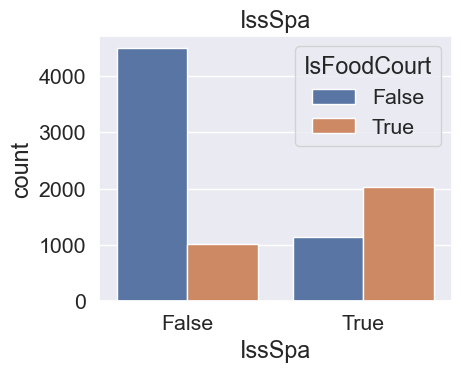 IssSpa
IsFoodCourt
False
True
count
4000
3000
2000
1000
0
False
True
IssSpa